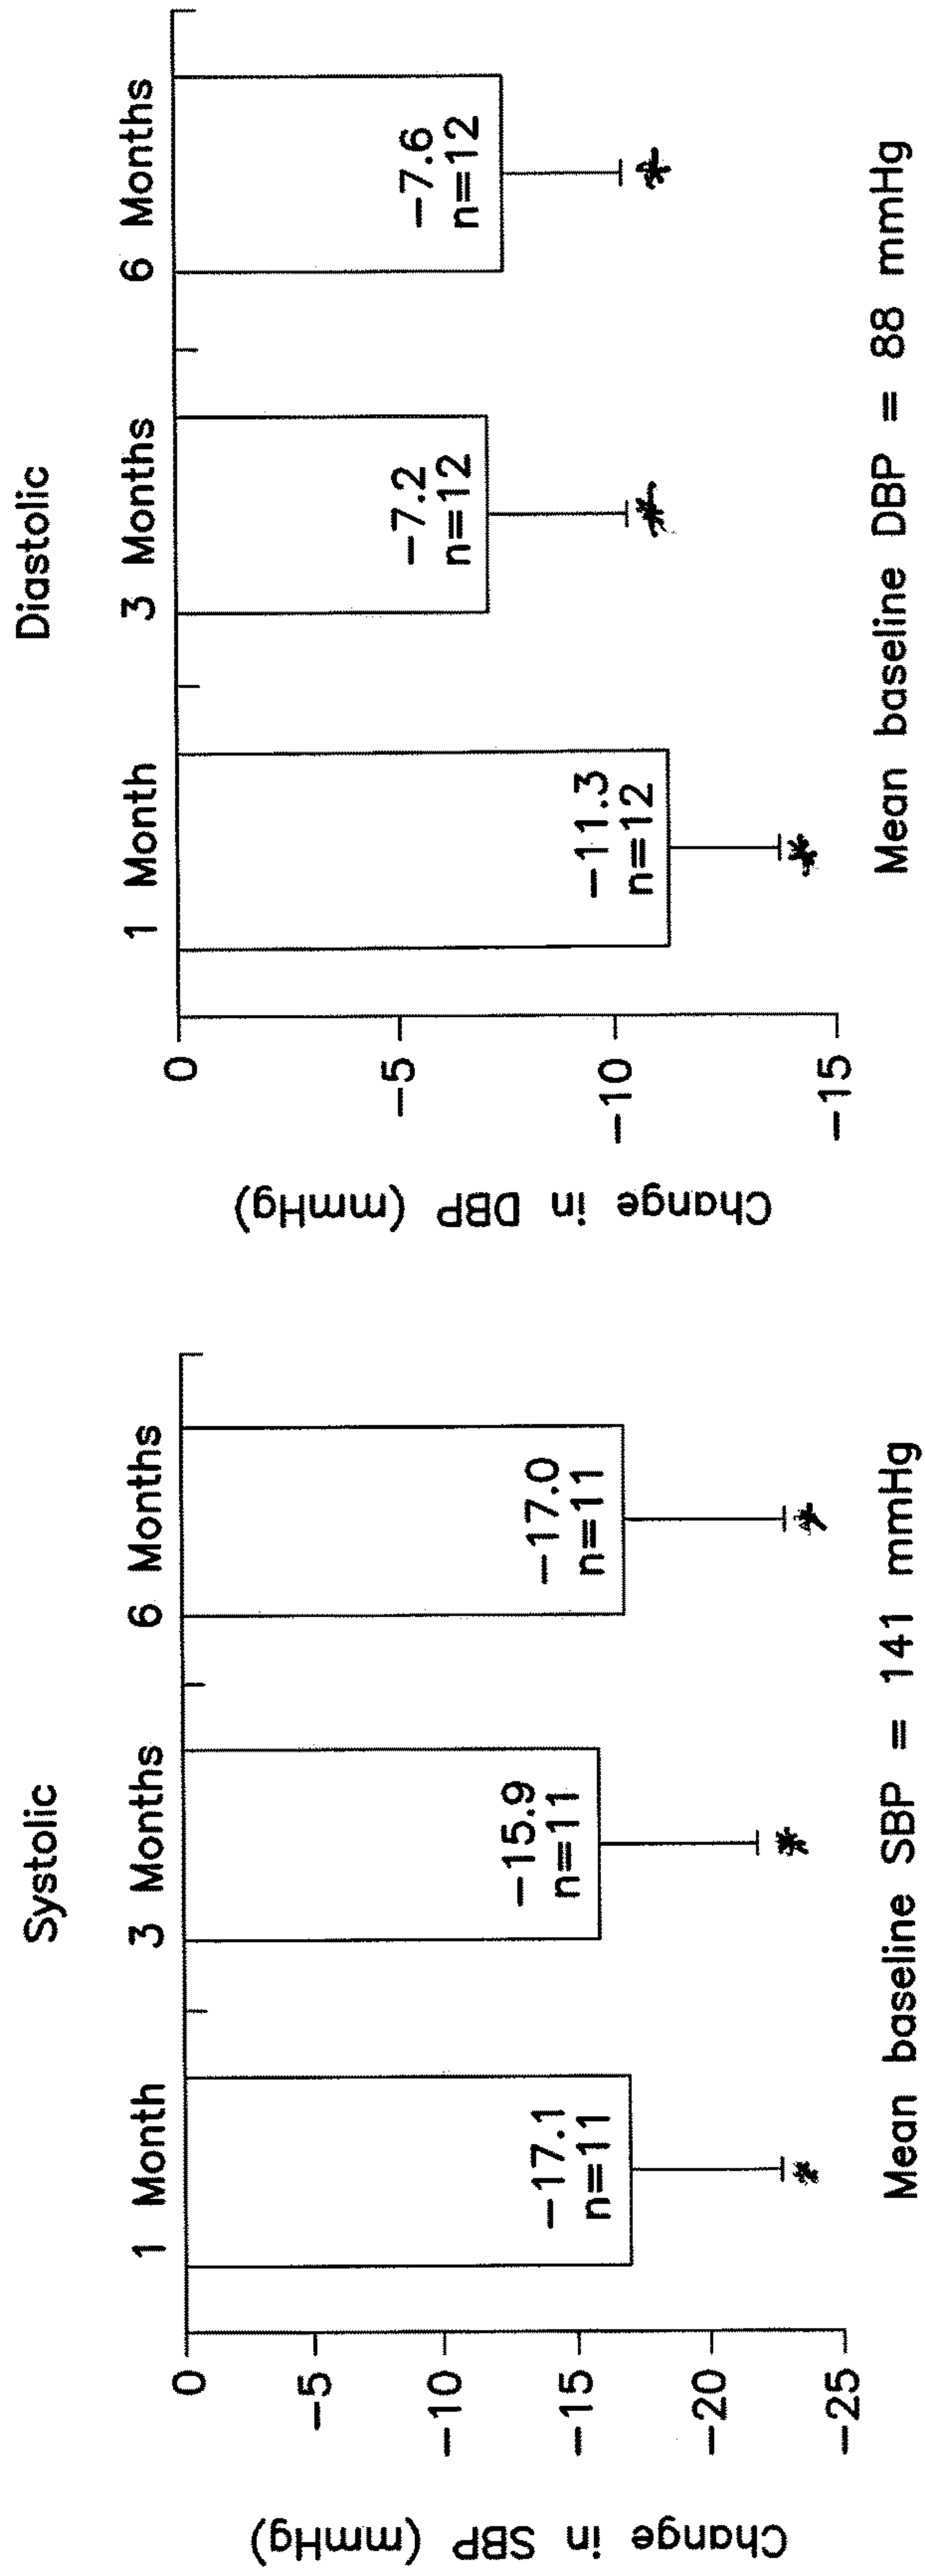 Systolic
1 Month
3 Months
6 Months
0
-5
-10
-15
-20
-25
Change in SBP (mmHg)
-17.1
n=11
-15.9
n=11
-17.0
n=11
*
*
*
Mean baseline SBP = 141 mmHg
Diastolic
1 Month
3 Months
6 Months
0
-5
-10
-15
Change in DBP (mmHg)
-11.3
n=12
-7.2
n=12
-7.6
n=12
*
*
*
Mean baseline DBP = 88 mmHg